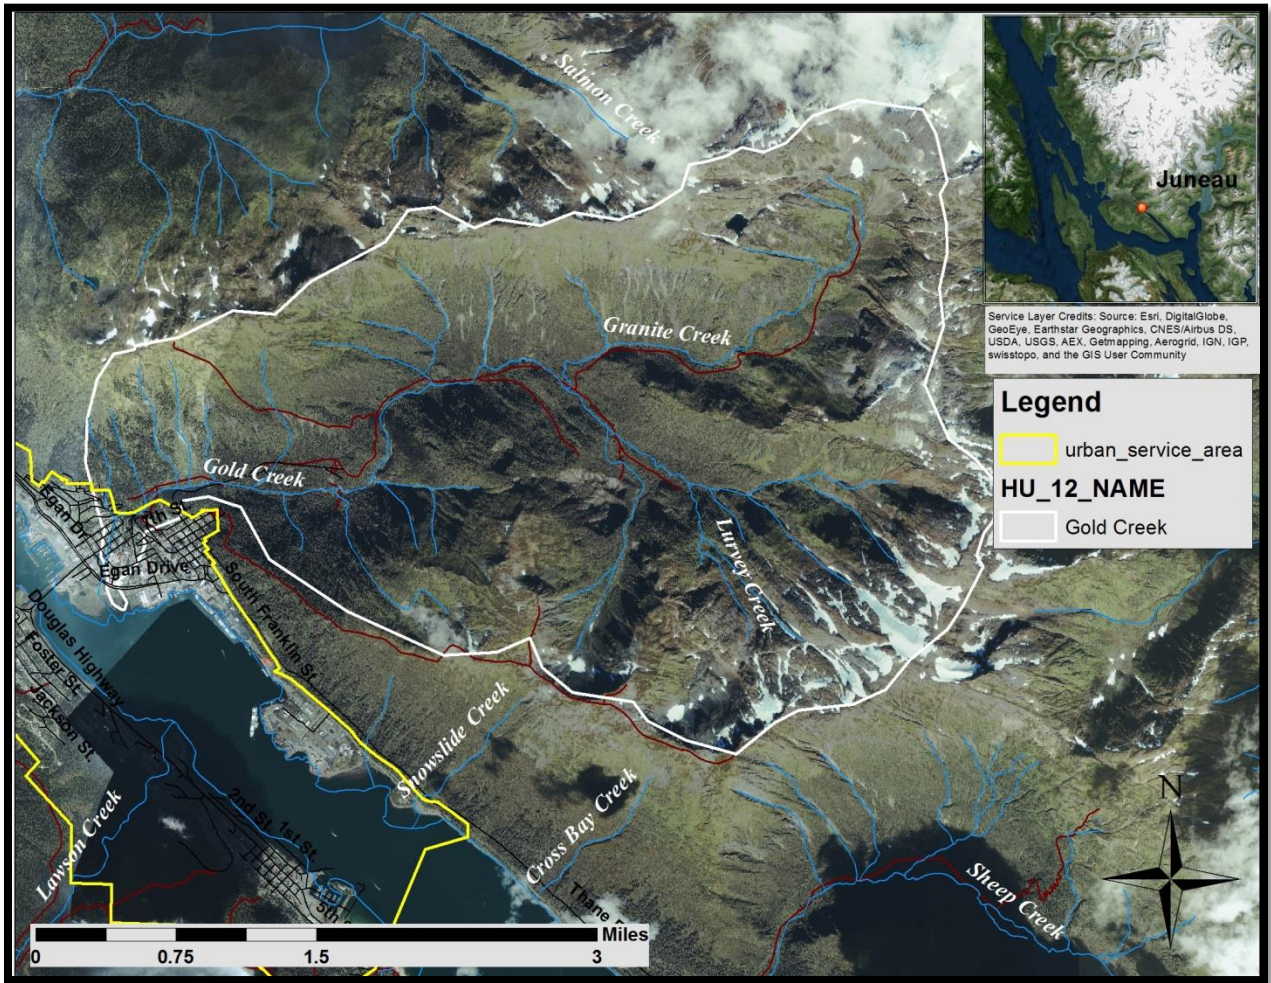 Salmon Creek
Juneau
Service Layer Credits: Source: Esri, DigitalGlobe,
GeoEye, Earthstar Geographics, CNES/Airbus DS,
USDA, USGS, AEX, Getmapping, Aerogrid, IGN, IGP,
swisstopo, and the GIS User Community
Granite Creek
Legend
urban_service_area
HU_12_NAME
Gold Creek
Gold Creek
Egan Dr
7th S
Egan Drive
South Franklin St.
Lurvey Creek
Douglas Highway
Foster St.
Jackson St.
Snowslide Creek
Cross Bay Creek
Lawson Creek
2nd St.
1st St.
5th
Thane
Sheep Creek
N
Miles
0 0.75 1.5 3